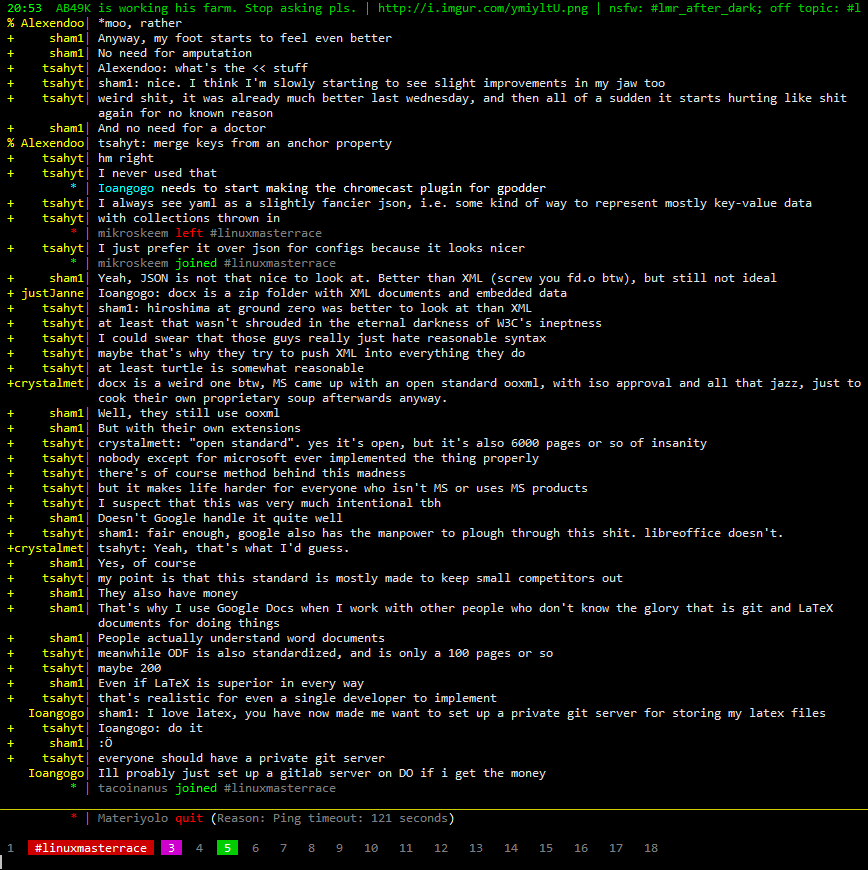 20:53 AB49K is working his farm. Stop asking pls. | http://i.imgur.com/ymiyltU.png | nsfw: #lmr_after_dark; off topic: #l
% Alexendoo| *moo, rather
+ sham1| Anyway, my foot starts to feel even better
+ sham1| No need for amputation
+ tsahyt| Alexendoo: what's the << stuff
+ tsahyt| sham1: nice. I think I'm slowly starting to see slight improvements in my jaw too
+ tsahyt| weird shit, it was already much better last wednesday, and then all of a sudden it starts hurting like shit
again for no known reason
+ sham1| And no need for a doctor
% Alexendoo| tsahyt: merge keys from an anchor property
+ tsahyt| hm right
+ tsahyt| I never used that
* | Ioangogo needs to start making the chromecast plugin for gpodder
+ tsahyt| I always see yaml as a slightly fancier json, i.e. some kind of way to represent mostly key-value data
+ tsahyt| with collections thrown in
* | mikroskeem left #linuxmasterrace
+ tsahyt| I just prefer it over json for configs because it looks nicer
* | mikroskeem joined #linuxmasterrace
+ sham1| Yeah, JSON is not that nice to look at. Better than XML (screw you fd.o btw), but still not ideal
+ justJanne| Ioangogo: docx is a zip folder with XML documents and embedded data
+ tsahyt| sham1: hiroshima at ground zero was better to look at than XML
+ tsahyt| at least that wasn't shrouded in the eternal darkness of W3C's ineptness
+ tsahyt| I could swear that those guys really just hate reasonable syntax
+ tsahyt| maybe that's why they try to push XML into everything they do
+ tsahyt| at least turtle is somewhat reasonable
+crystalmet| docx is a weird one btw, MS came up with an open standard ooxml, with iso approval and all that jazz, just to
cook their own proprietary soup afterwards anyway.
+ sham1| Well, they still use ooxml
+ sham1| But with their own extensions
+ tsahyt| crystalmett: "open standard". yes it's open, but it's also 6000 pages or so of insanity
+ tsahyt| nobody except for microsoft ever implemented the thing properly
+ tsahyt| there's of course method behind this madness
+ tsahyt| but it makes life harder for everyone who isn't MS or uses MS products
+ tsahyt| I suspect that this was very much intentional tbh
+ sham1| Doesn't Google handle it quite well
+ tsahyt| sham1: fair enough, google also has the manpower to plough through this shit. libreoffice doesn't.
+crystalmet| tsahyt: Yeah, that's what I'd guess.
+ sham1| Yes, of course
+ tsahyt| my point is that this standard is mostly made to keep small competitors out
+ sham1| They also have money
+ sham1| That's why I use Google Docs when I work with other people who don't know the glory that is git and LaTeX
documents for doing things
+ sham1| People actually understand word documents
+ tsahyt| meanwhile ODF is also standardized, and is only a 100 pages or so
+ tsahyt| maybe 200
+ sham1| Even if LaTeX is superior in every way
+ tsahyt| that's realistic for even a single developer to implement
Ioangogo| sham1: I love latex, you have now made me want to set up a private git server for storing my latex files
+ tsahyt| Ioangogo: do it
+ sham1| :Ö
+ tsahyt| everyone should have a private git server
Ioangogo| Ill proably just set up a gitlab server on DO if i get the money
* | tacoinanus joined #linuxmasterrace
* | Materiyolo quit (Reason: Ping timeout: 121 seconds)
1 #linuxmasterrace 3 4 5 6 7 8 9 10 11 12 13 14 15 16 17 18